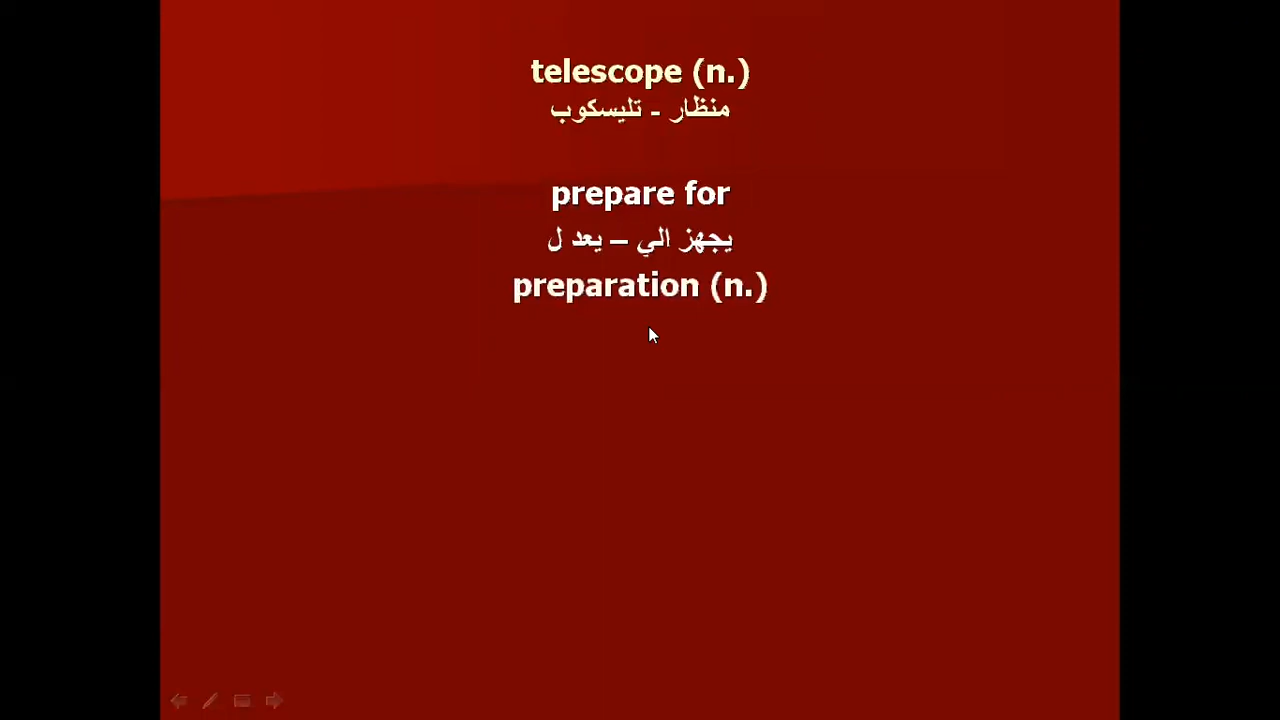 telescope (n.)
منظار - تليسكوب
prepare for
يجهز الي – يعد ل
preparation (n.)